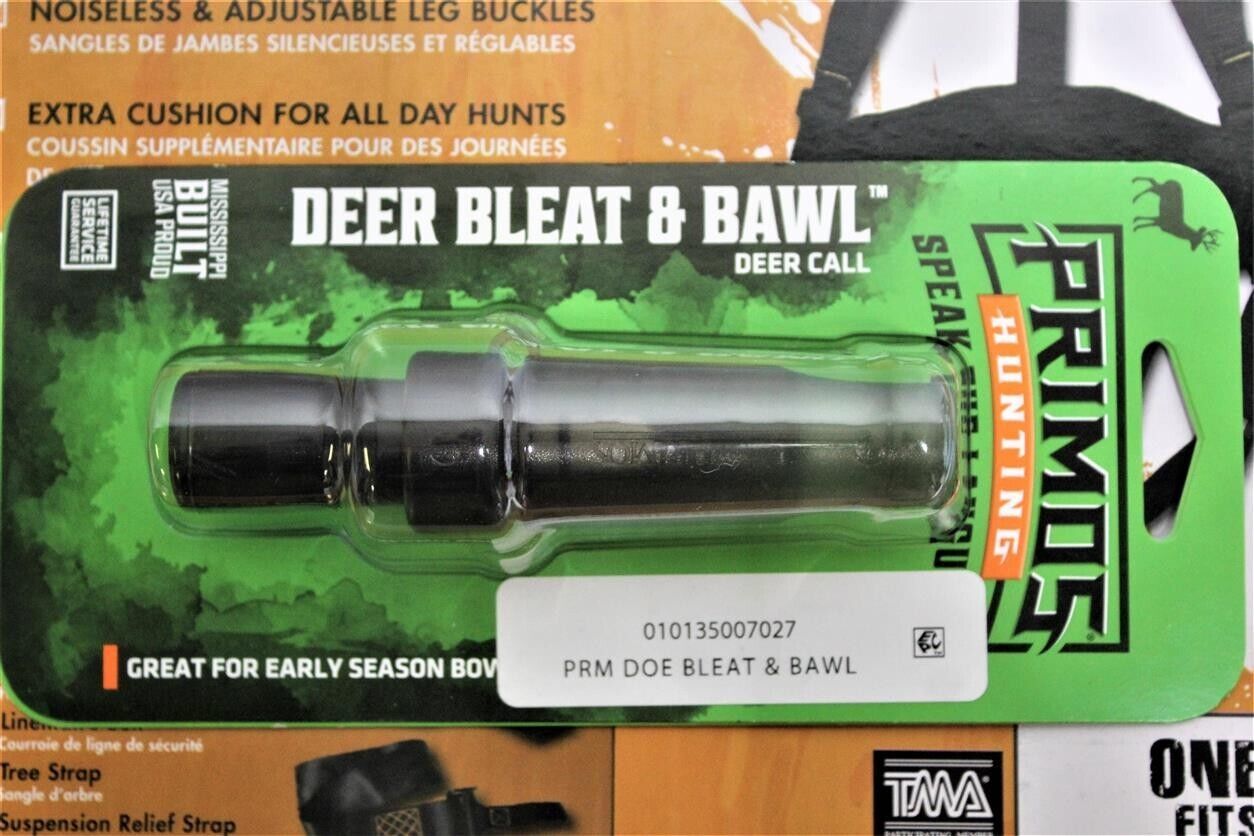 NOISELESS & ADJUSTABLE LEG BUCKLES
SANGLES DE JAMBES SILENCIEUSES ET RÉGLABLES
EXTRA CUSHION FOR ALL DAY HUNTS
COUSSIN SUPPLÉMENTAIRE POUR DES JOURNÉES
LIFETIME
SERVICE
GUARANTEE
MISSISSIPPI
BUILT
USA PROUD
DEER BLEAT & BAWL™
DEER CALL
PRIMOS®
HUNTING
SPEAK
GREAT FOR EARLY SEASON
010135007027
PRM DOE BLEAT & BAWL
Courroie de ligne de sécurité
Tree Strap
Sangle d'arbre
Suspension Relief Strap
TMA®
PARTICIPATING MEMBER
ONE
FITS